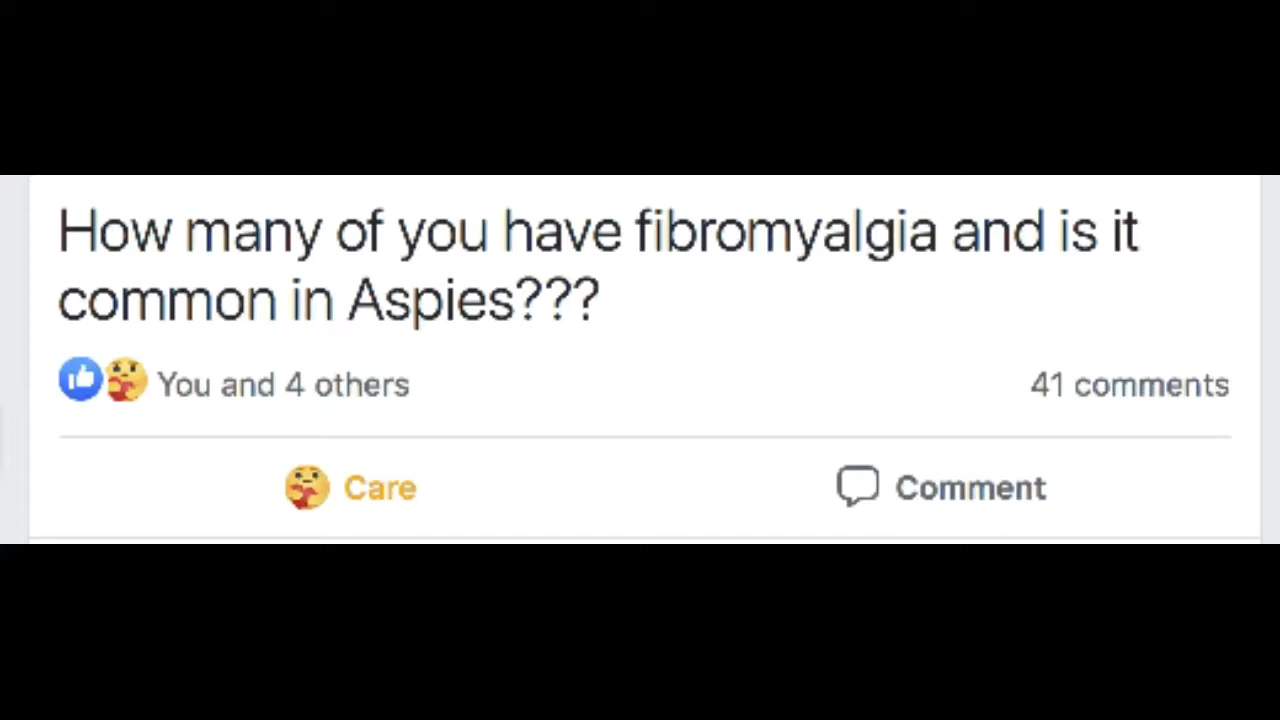 How many of you have fibromyalgia and is it
common in Aspies???
You and 4 others 41 comments
Care Comment